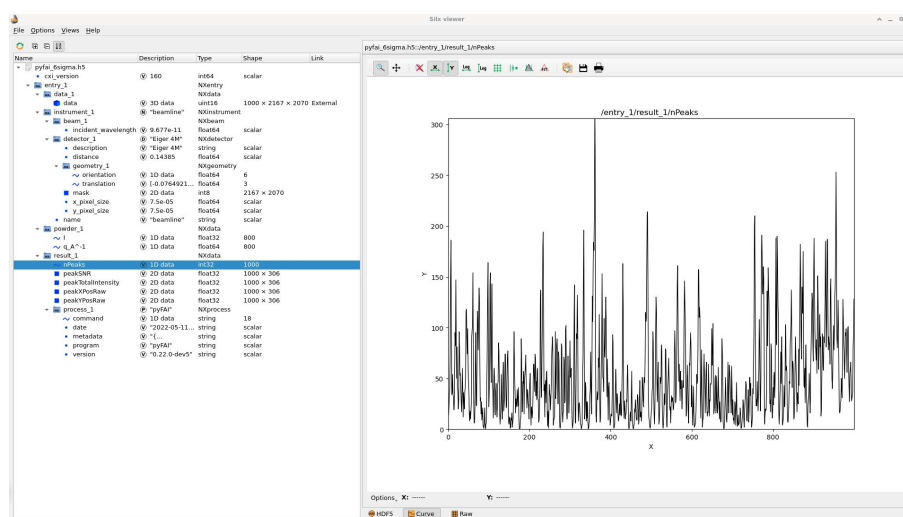 Silx viewer
File Options Views Help
Name Description Type Shape Link
pyfai_6sigma.h5
cxi_version 160 int64 scalar
entry_1 NXentry
data_1 NXdata
data 3D data uint16 1000 × 2167 × 2070 External
instrument_1 "beamline" NXinstrument
beam_1 NXbeam
incident_wavelength 9.677e-11 float64 scalar
detector_1 "Eiger 4M" NXdetector
description "Eiger 4M" string scalar
distance 0.14385 float64 scalar
geometry_1 NXgeometry
orientation 1D data float64 6
translation [-0.0764921... float64 3
mask 2D data int8 2167 × 2070
x_pixel_size 7.5e-05 float64 scalar
y_pixel_size 7.5e-05 float64 scalar
name "beamline" string scalar
powder_1 NXdata
I 1D data float32 800
q_A^-1 1D data float64 800
result_1 NXdata
nPeaks 1D data int32 1000
peakSNR 2D data float32 1000 × 306
peakTotalIntensity 2D data float32 1000 × 306
peakXPosRaw 2D data float32 1000 × 306
peakYPosRaw 2D data float32 1000 × 306
process_1 "pyFAI" NXprocess
command 1D data string 18
date "2022-05-11... string scalar
metadata "{... string scalar
program "pyFAI" string scalar
version "0.22.0-dev5" string scalar
pyfai_6sigma.h5::/entry_1/result_1/nPeaks
/entry_1/result_1/nPeaks
300
250
200
150
100
50
0
Y
0 200 400 600 800
X
Options X: ------ Y: ------
HDF5 Curve Raw